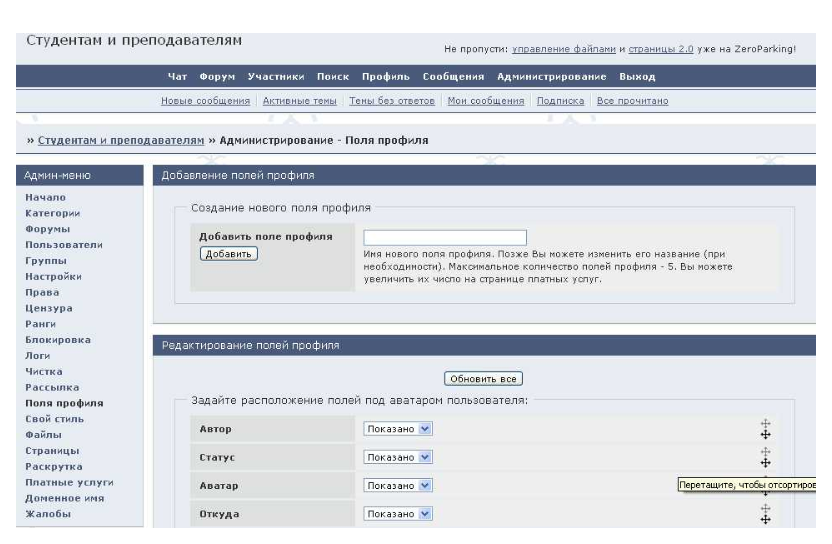 Студентам и преподавателям
Не пропусти: управление файлами и страницы 2.0 уже на ZeroParking!
Чат Форум Участники Поиск Профиль Сообщения Администрирование Выход
Новые сообщения Активные темы Темы без ответов Мои сообщения Подписка Все прочитано
» Студентам и преподавателям » Администрирование - Поля профиля
Админ-меню
Начало
Категории
Форумы
Пользователи
Группы
Настройки
Права
Цензура
Ранги
Блокировка
Логи
Чистка
Рассылка
Поля профиля
Свой стиль
Файлы
Страницы
Раскрутка
Платные услуги
Доменное имя
Жалобы
Добавление полей профиля
Создание нового поля профиля
Добавить поле профиля
Добавить
Имя нового поля профиля. Позже Вы можете изменить его название (при
необходимости). Максимальное количество полей профиля - 5. Вы можете
увеличить их число на странице платных услуг.
Редактирование полей профиля
Обновить все
Задайте расположение полей под аватаром пользователя:
Автор Показано
Статус Показано
Аватар Показано
Перетащите, чтобы отсортиров
Откуда Показано